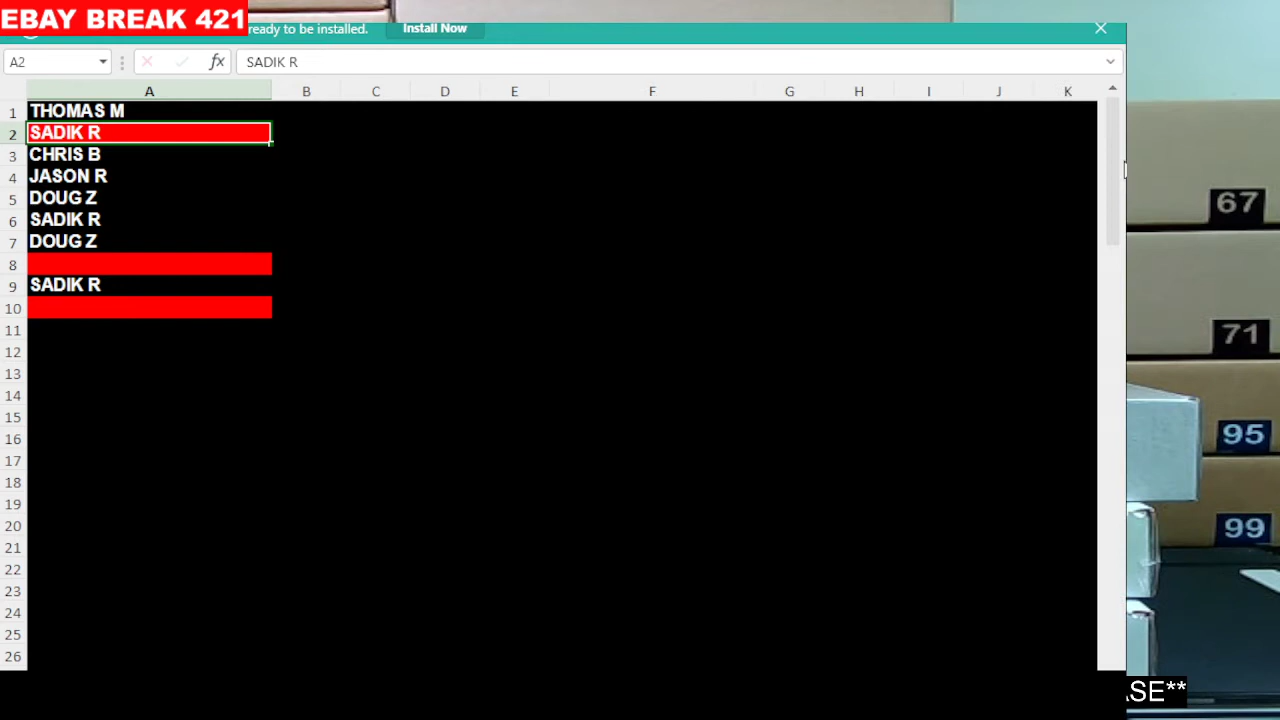 EBAY BREAK 421
ready to be installed.
Install Now
A2
fx
SADIK R
A B C D E F G H I J K
1 THOMAS M
2 SADIK R
3 CHRIS B
4 JASON R
5 DOUG Z
6 SADIK R
7 DOUG Z
8
9 SADIK R
10
11
12
13
14
15
16
17
18
19
20
21
22
23
24
25
26
67
71
95
99